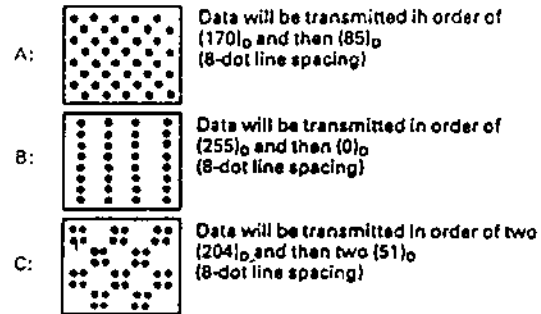 A:
Data will be transmitted ih order of
(170)D and then (85)D
(8-dot line spacing)
B:
Data will be transmitted in order of
(255)D and then (0)D
(8-dot line spacing)
C:
Data will be transmitted in order of two
(204)D, and then two (51)D
(8-dot line spacing)